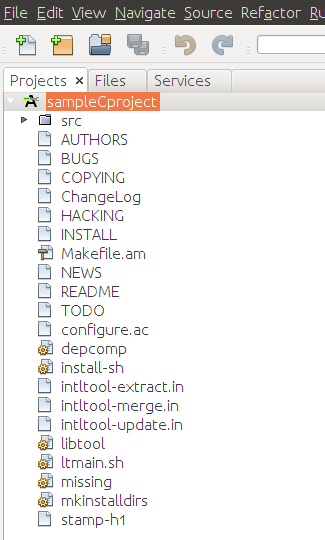 File Edit View Navigate Source Refactor Ru
Projects × Files Services
sampleCproject
src
AUTHORS
BUGS
COPYING
ChangeLog
HACKING
INSTALL
Makefile.am
NEWS
README
TODO
configure.ac
depcomp
install-sh
intltool-extract.in
intltool-merge.in
intltool-update.in
libtool
ltmain.sh
missing
mkinstalldirs
stamp-h1